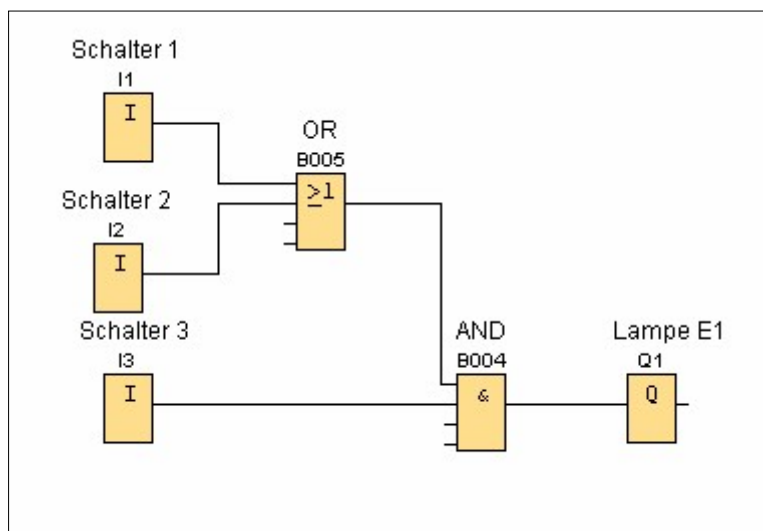 Schalter 1
I1
I
OR
B005
≥1
Schalter 2
I2
I
Schalter 3
I3
I
AND
B004
&
Lampe E1
Q1
Q